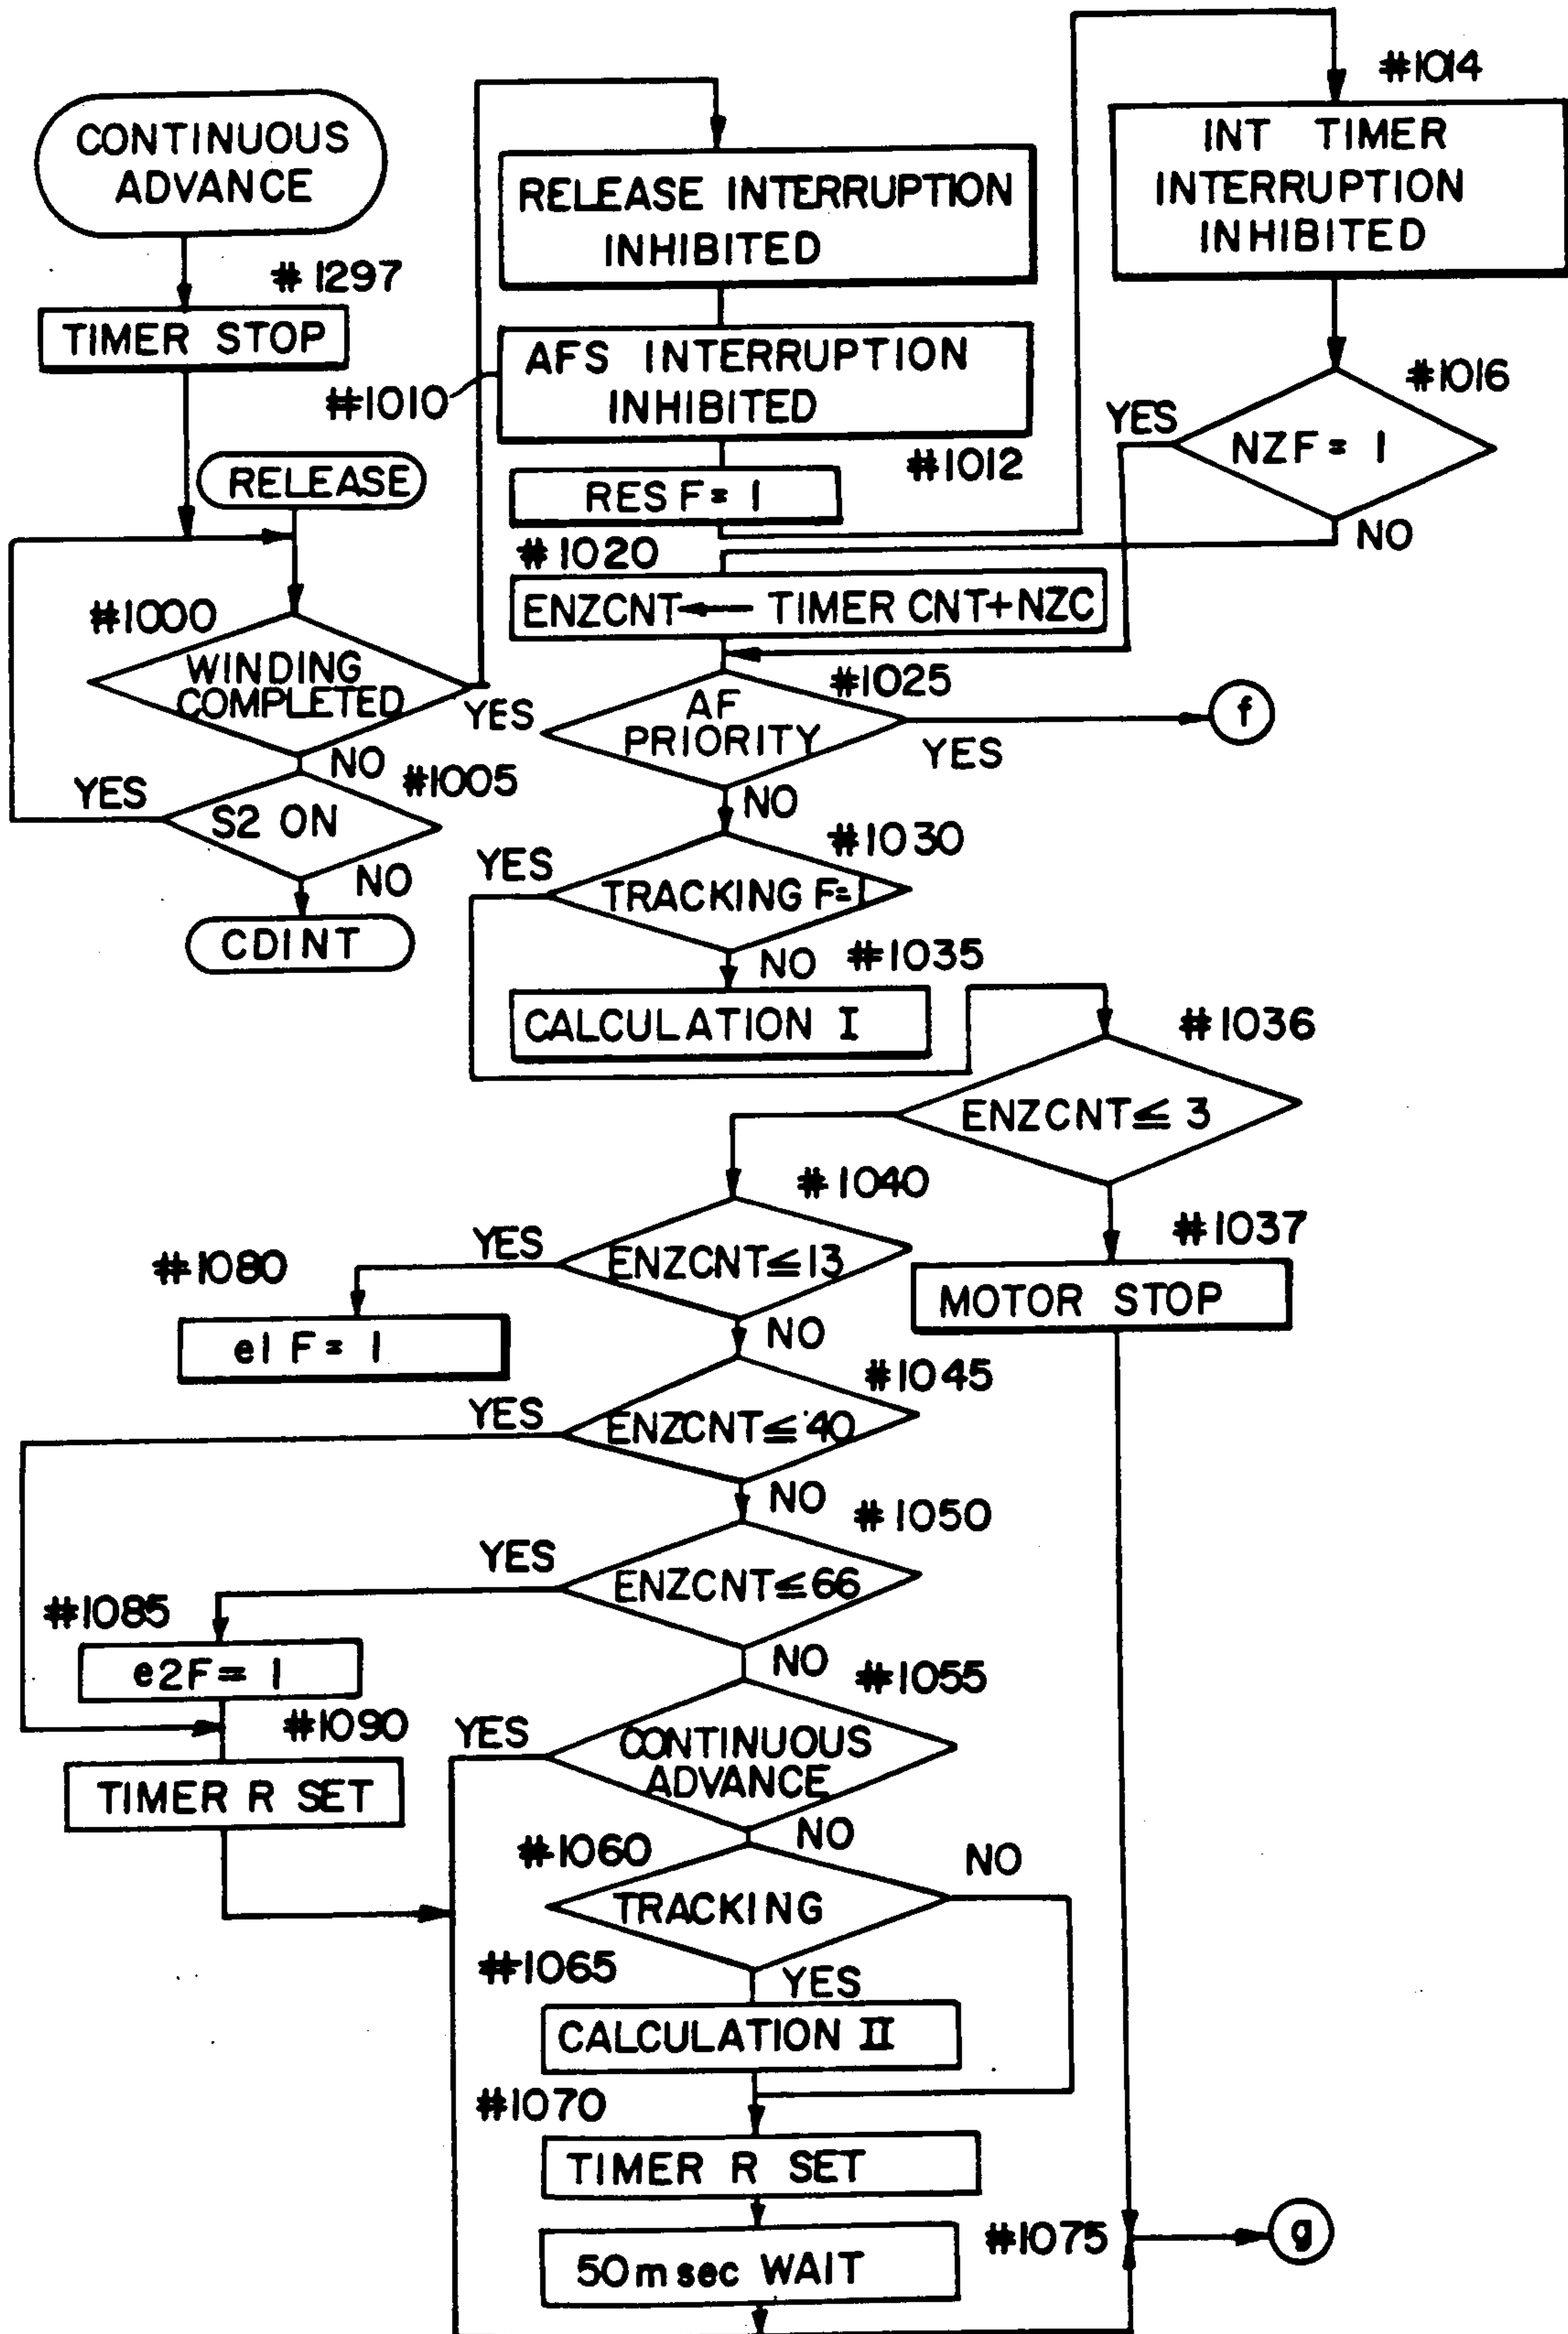 CONTINUOUS
ADVANCE
#1297
TIMER STOP
RELEASE
#1000
WINDING
COMPLETED
YES
NO
#1005
YES
S2 ON
NO
CDINT
RELEASE INTERRUPTION
INHIBITED
#1010
AFS INTERRUPTION
INHIBITED
#1012
RES F= 1
#1014
INT TIMER
INTERRUPTION
INHIBITED
#1016
YES
NZF= 1
NO
#1020
ENZCNT← TIMER CNT+NZC
#1025
AF
PRIORITY
YES
f
NO
#1030
YES
TRACKING F=1
NO
#1035
CALCULATION I
#1036
ENZCNT≦ 3
#1037
MOTOR STOP
#1040
YES
ENZCNT≦13
NO
#1080
e1 F= 1
#1045
YES
ENZCNT≦40
NO
#1050
YES
ENZCNT≦66
NO
#1085
e2F= 1
#1090
TIMER R SET
#1055
YES
CONTINUOUS
ADVANCE
NO
#1060
NO
TRACKING
YES
#1065
CALCULATION II
#1070
TIMER R SET
#1075
50msec WAIT
g